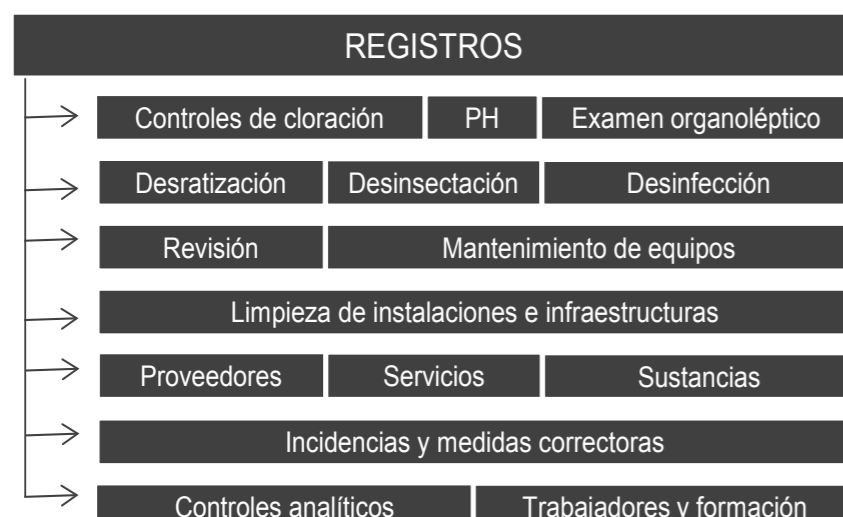 REGISTROS
Controles de cloración PH Examen organoléptico
Desratización Desinsectación Desinfección
Revisión Mantenimiento de equipos
Limpieza de instalaciones e infraestructuras
Proveedores Servicios Sustancias
Incidencias y medidas correctoras
Controles analíticos Trabajadores y formación